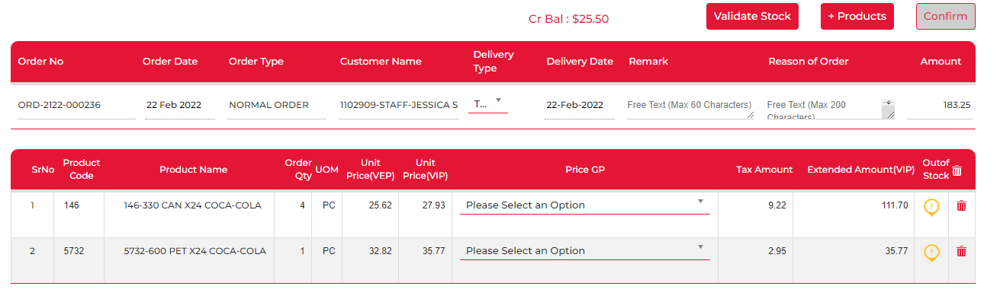 Cr Bal : $25.50 Validate Stock + Products Confirm
Order No Order Date Order Type Customer Name Delivery Type Delivery Date Remark Reason of Order Amount
ORD-2122-000236 22 Feb 2022 NORMAL ORDER 1102909-STAFF-JESSICA S T... 22-Feb-2022 Free Text (Max 60 Characters) Free Text (Max 200 Characters) 183.25
SrNo Product Code Product Name Order Qty UOM Unit Price(VEP) Unit Price(VIP) Price GP Tax Amount Extended Amount(VIP) Outof Stock
1 146 146-330 CAN X24 COCA-COLA 4 PC 25.62 27.93 Please Select an Option 9.22 111.70
2 5732 5732-600 PET X24 COCA-COLA 1 PC 32.82 35.77 Please Select an Option 2.95 35.77